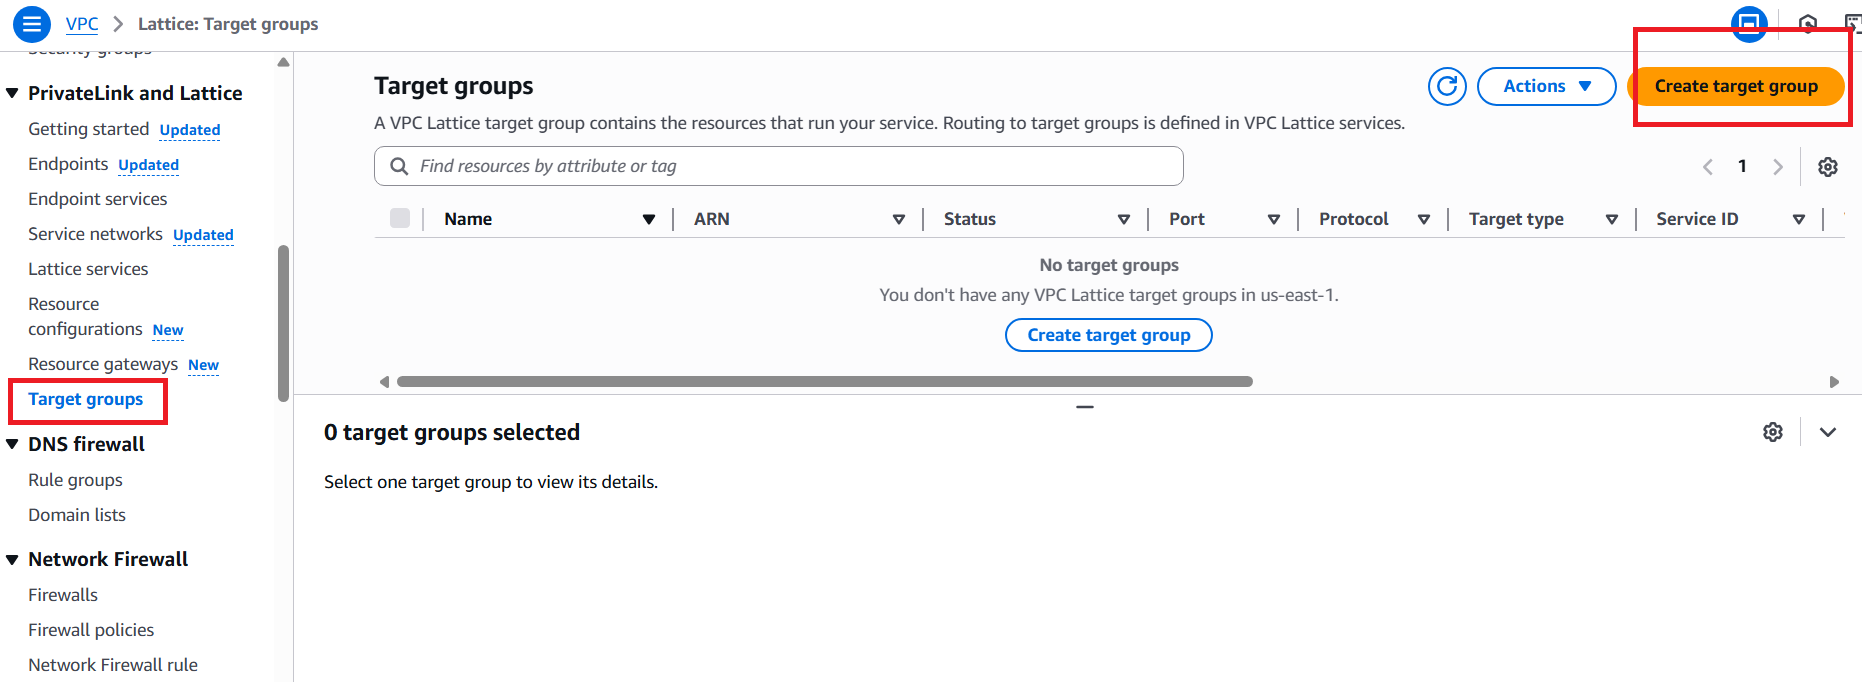 VPC > Lattice: Target groups
Security groups
PrivateLink and Lattice
Getting started Updated
Endpoints Updated
Endpoint services
Service networks Updated
Lattice services
Resource
configurations New
Resource gateways New
Target groups
DNS firewall
Rule groups
Domain lists
Network Firewall
Firewalls
Firewall policies
Network Firewall rule
Target groups
Actions
Create target group
A VPC Lattice target group contains the resources that run your service. Routing to target groups is defined in VPC Lattice services.
Find resources by attribute or tag
1
Name ARN Status Port Protocol Target type Service ID
No target groups
You don't have any VPC Lattice target groups in us-east-1.
Create target group
0 target groups selected
Select one target group to view its details.